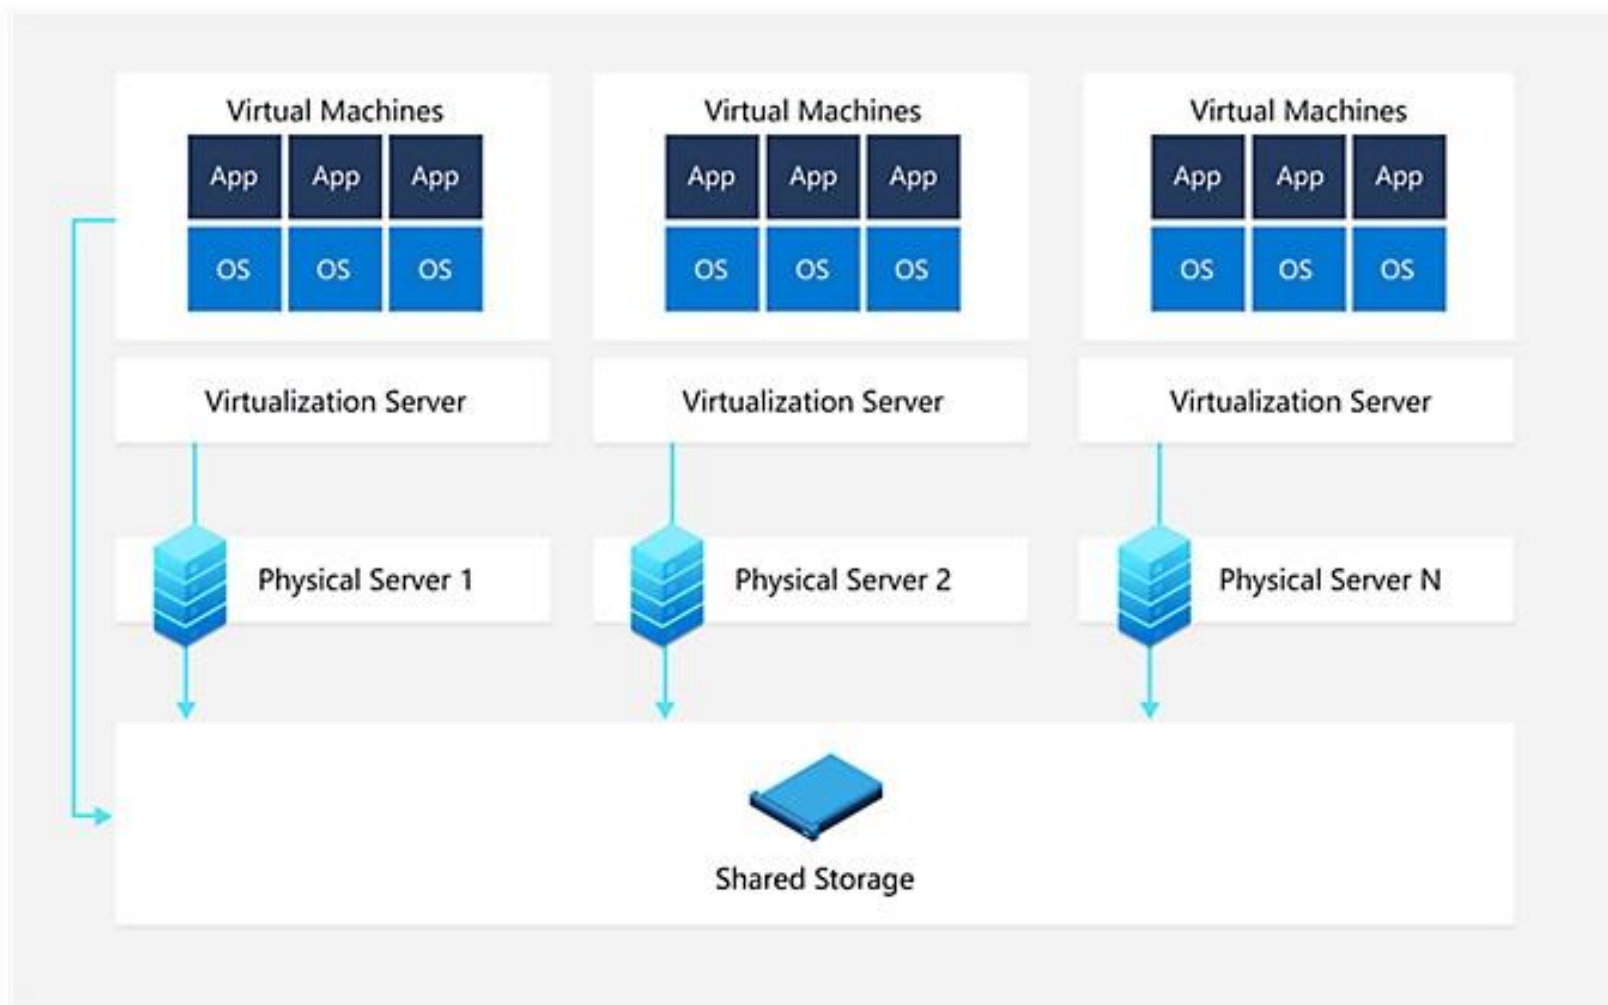 Virtual Machines Virtual Machines Virtual Machines
App App App App App App App App App
OS OS OS OS OS OS OS OS OS
Virtualization Server Virtualization Server Virtualization Server
Physical Server 1 Physical Server 2 Physical Server N
Shared Storage